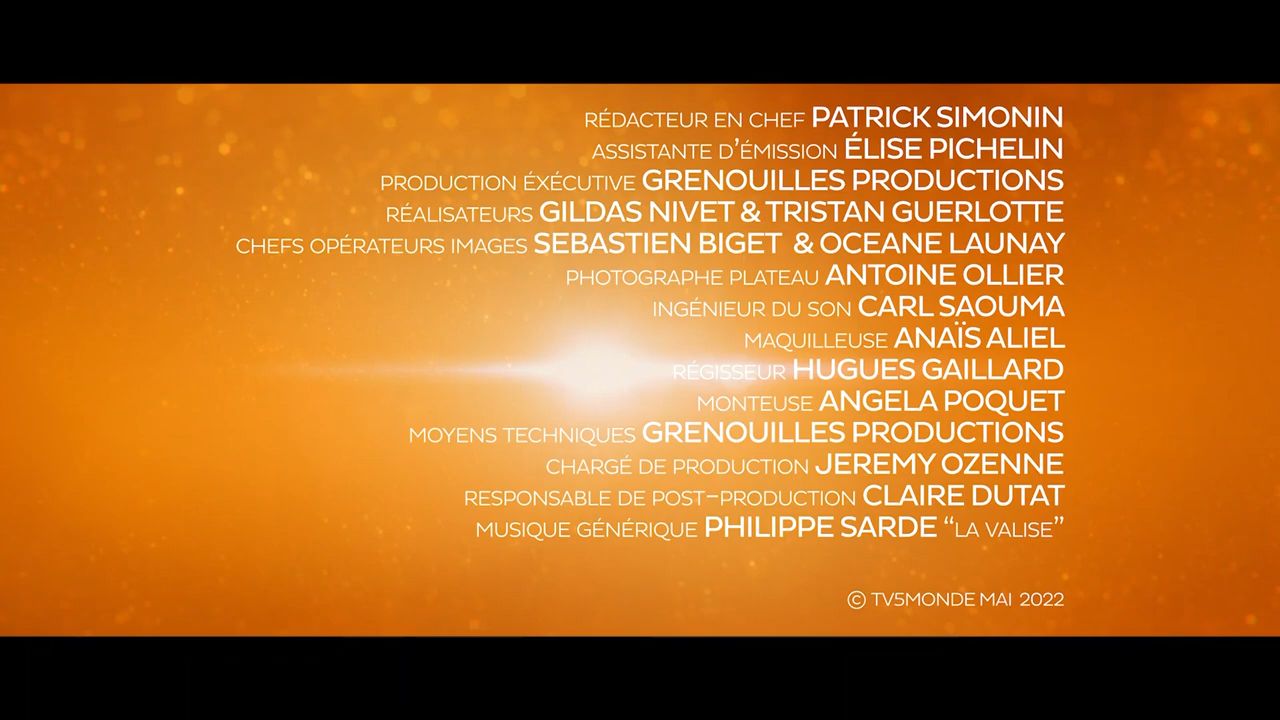 RÉDACTEUR EN CHEF PATRICK SIMONIN
ASSISTANTE D'ÉMISSION ÉLISE PICHELIN
PRODUCTION ÉXÉCUTIVE GRENOUILLES PRODUCTIONS
RÉALISATEURS GILDAS NIVET & TRISTAN GUERLOTTE
CHEFS OPÉRATEURS IMAGES SEBASTIEN BIGET & OCEANE LAUNAY
PHOTOGRAPHE PLATEAU ANTOINE OLLIER
INGÉNIEUR DU SON CARL SAOUMA
MAQUILLEUSE ANAÏS ALIEL
RÉGISSEUR HUGUES GAILLARD
MONTEUSE ANGELA POQUET
MOYENS TECHNIQUES GRENOUILLES PRODUCTIONS
CHARGÉ DE PRODUCTION JEREMY OZENNE
RESPONSABLE DE POST-PRODUCTION CLAIRE DUTAT
MUSIQUE GÉNÉRIQUE PHILIPPE SARDE “LA VALISE”
© TV5MONDE MAI 2022